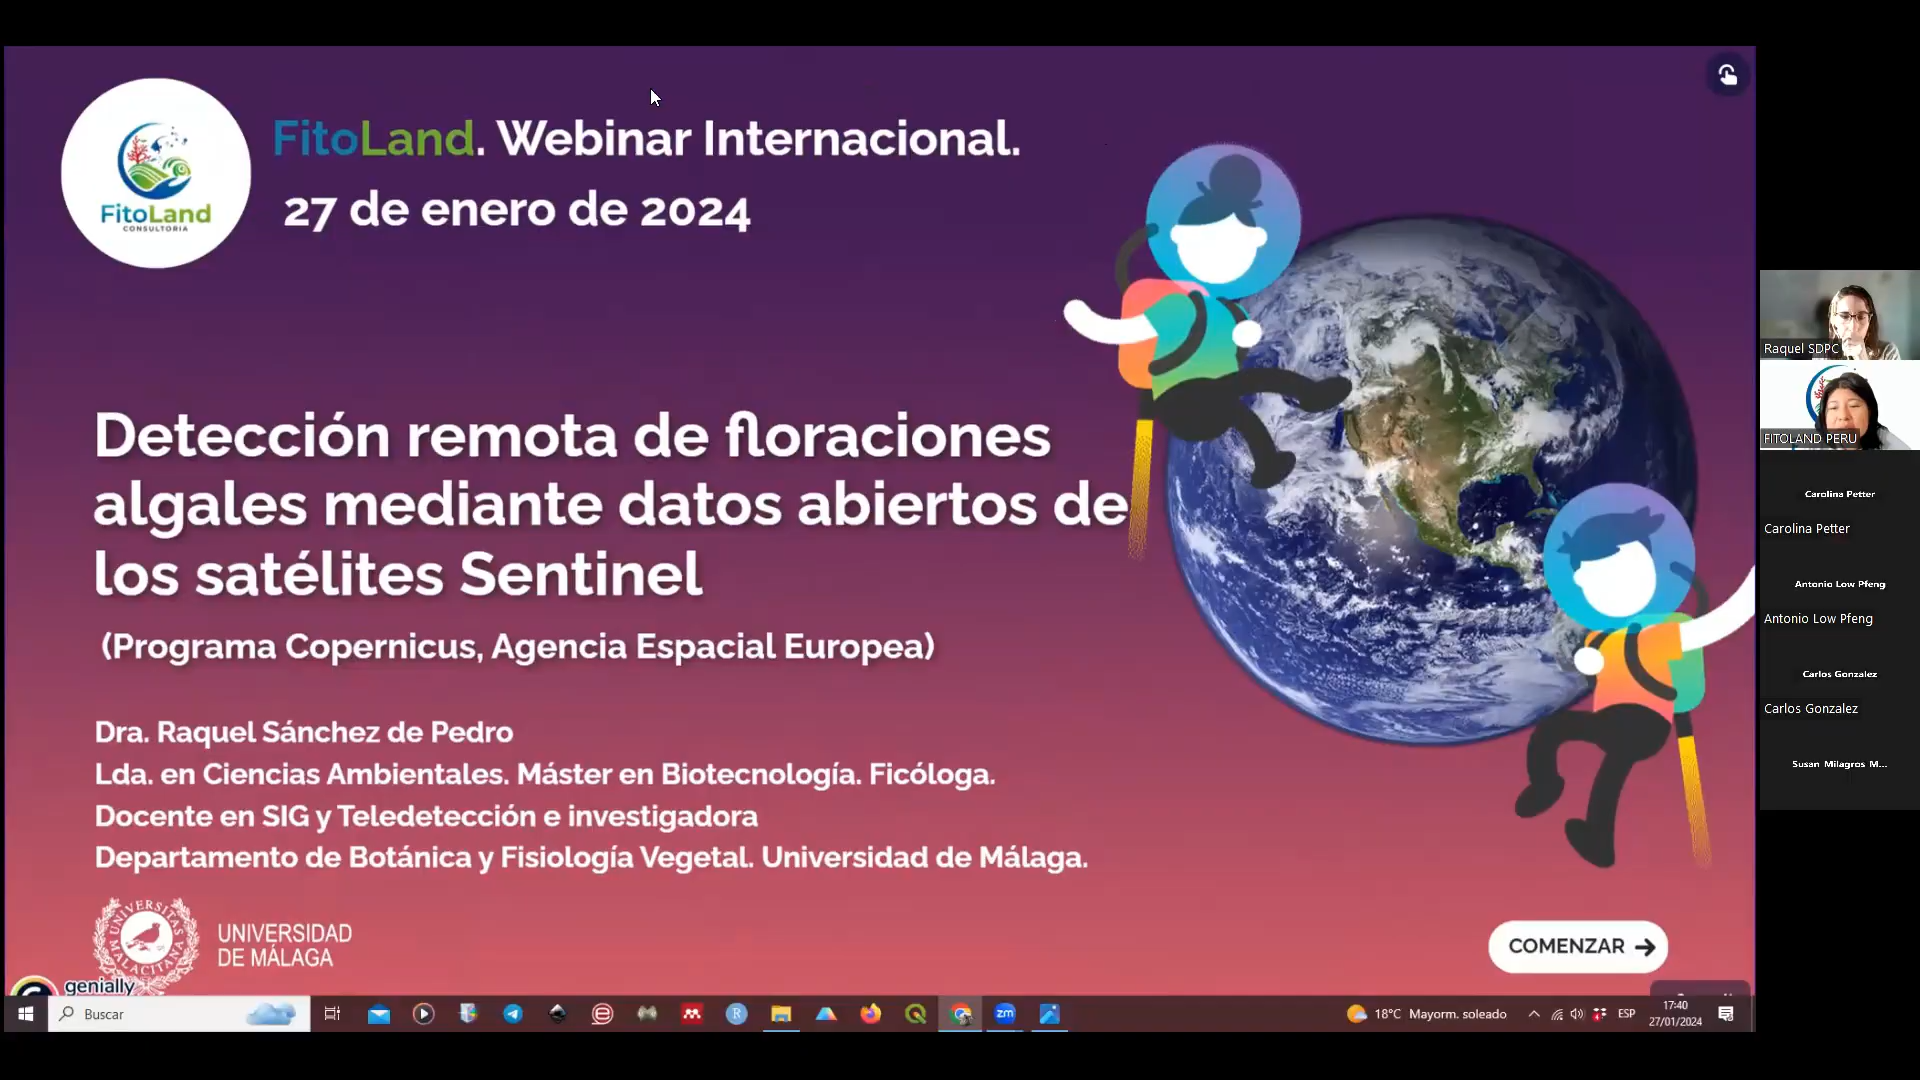 FitoLand. Webinar Internacional.
27 de enero de 2024
FitoLand
CONSULTORIA
Detección remota de floraciones
algales mediante datos abiertos de
los satélites Sentinel
(Programa Copernicus, Agencia Espacial Europea)
Dra. Raquel Sánchez de Pedro
Lda. en Ciencias Ambientales. Máster en Biotecnología. Ficóloga.
Docente en SIG y Teledetección e investigadora
Departamento de Botánica y Fisiología Vegetal. Universidad de Málaga.
UNIVERSITAS
MALACITANA
UNIVERSIDAD
DE MÁLAGA
COMENZAR
genially
Raquel SDPC
FITOLAND PERU
Carolina Petter
Carolina Petter
Antonio Low Pfeng
Antonio Low Pfeng
Carlos Gonzalez
Carlos Gonzalez
Susan Milagros M...
Buscar
zm
R
18°C Mayorm. soleado
ESP
17:40
27/01/2024